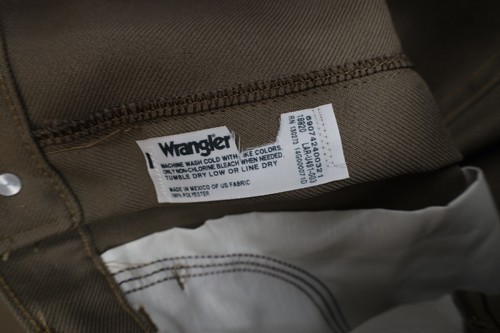 Wrangler
MACHINE WASH COLD WITH LIKE COLORS.
ONLY NON-CHLORINE BLEACH WHEN NEEDED.
TUMBLE DRY LOW OR LINE DRY
MADE IN MEXICO OF US FABRIC
100% POLYESTER